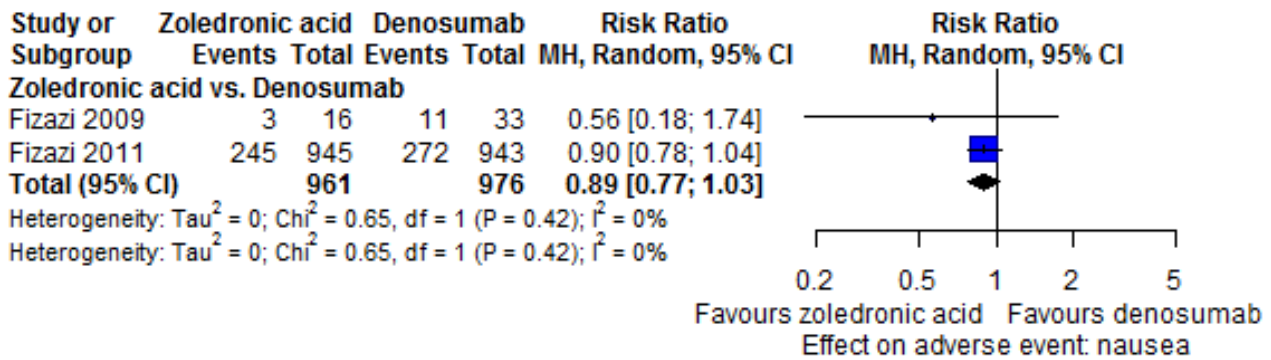 Study or Zoledronic acid Denosumab Risk Ratio Risk Ratio
Subgroup Events Total Events Total MH, Random, 95% CI MH, Random, 95% CI
Zoledronic acid vs. Denosumab
Fizazi 2009 3 16 11 33 0.56 [0.18; 1.74]
Fizazi 2011 245 945 272 943 0.90 [0.78; 1.04]
Total (95% CI) 961 976 0.89 [0.77; 1.03]
Heterogeneity: Tau² = 0; Chi² = 0.65, df = 1 (P = 0.42); I² = 0%
Heterogeneity: Tau² = 0; Chi² = 0.65, df = 1 (P = 0.42); I² = 0%
0.2 0.5 1 2 5
Favours zoledronic acid Favours denosumab
Effect on adverse event: nausea